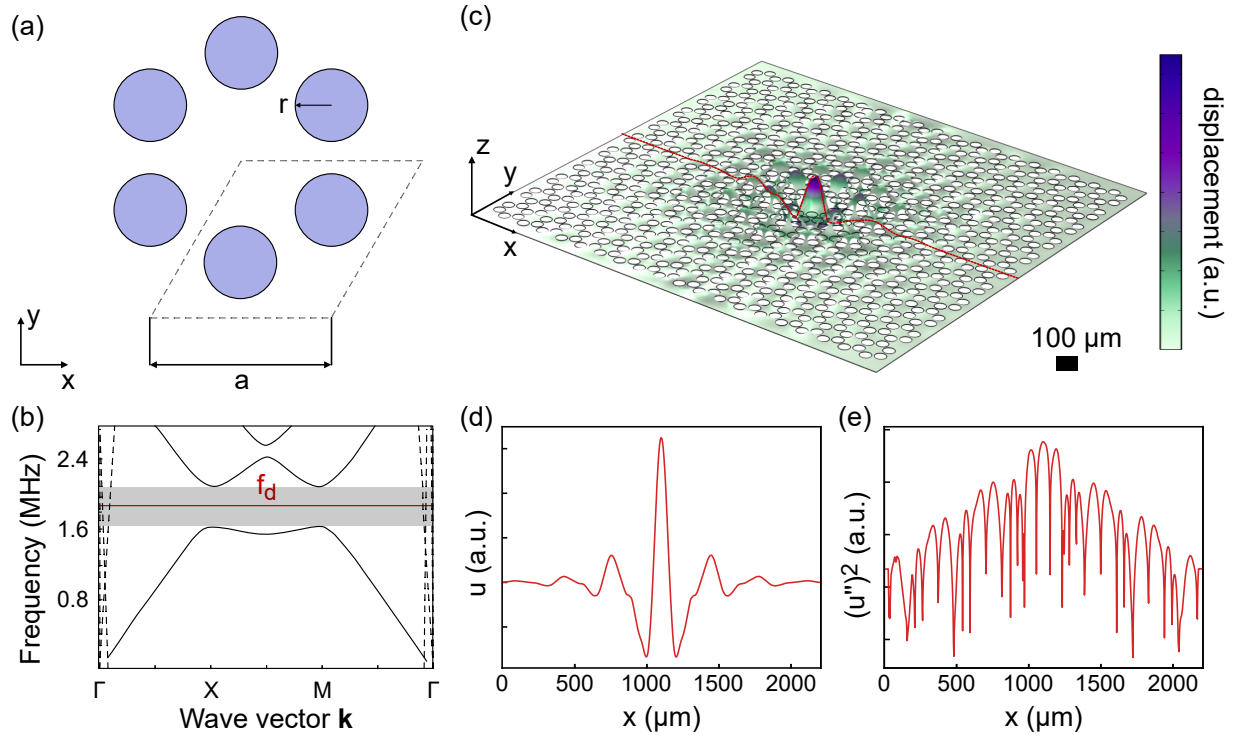 (a)
r
a
y
x
(b)
Frequency (MHz)
2.4
1.6
0.8
f_d
Γ X M Γ
Wave vector k
(c)
z
y
x
100 µm
displacement (a.u.)
(d)
u (a.u.)
0 500 1000 1500 2000
x (µm)
(e)
(u'')² (a.u.)
0 500 1000 1500 2000
x (µm)